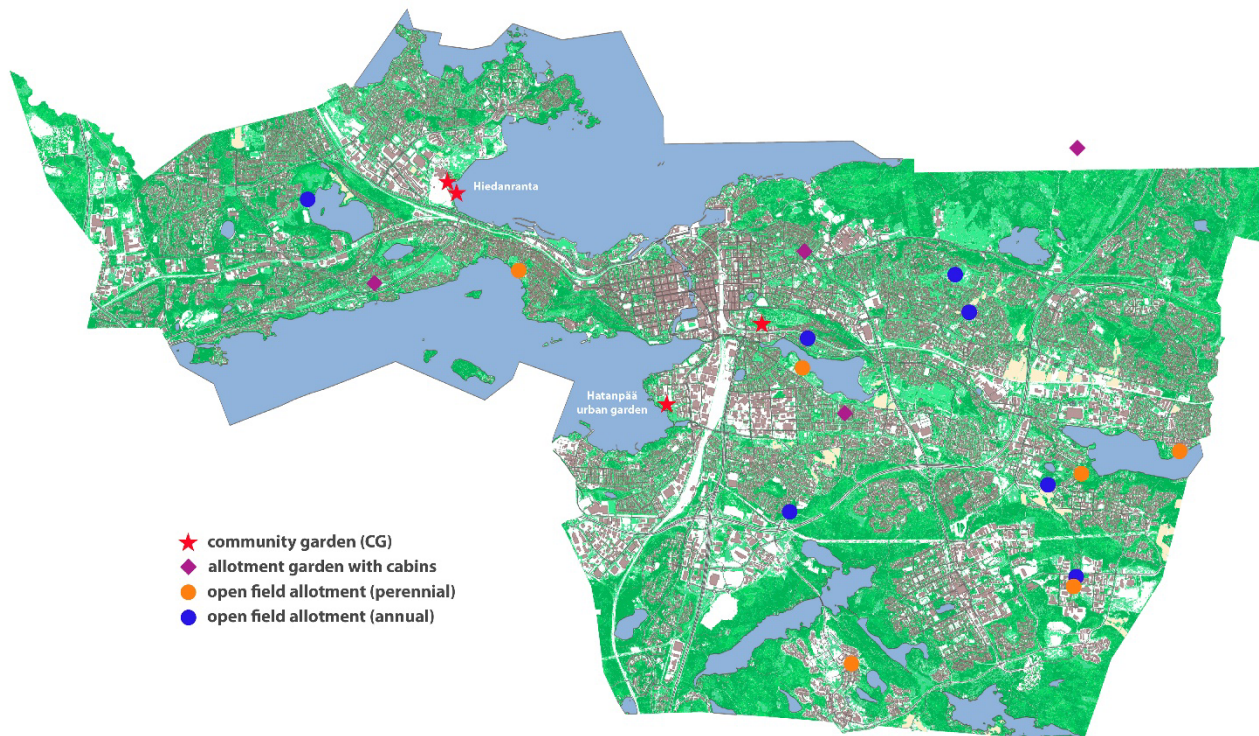 Hiedanranta
Hatanpää
urban garden
community garden (CG)
allotment garden with cabins
open field allotment (perennial)
open field allotment (annual)